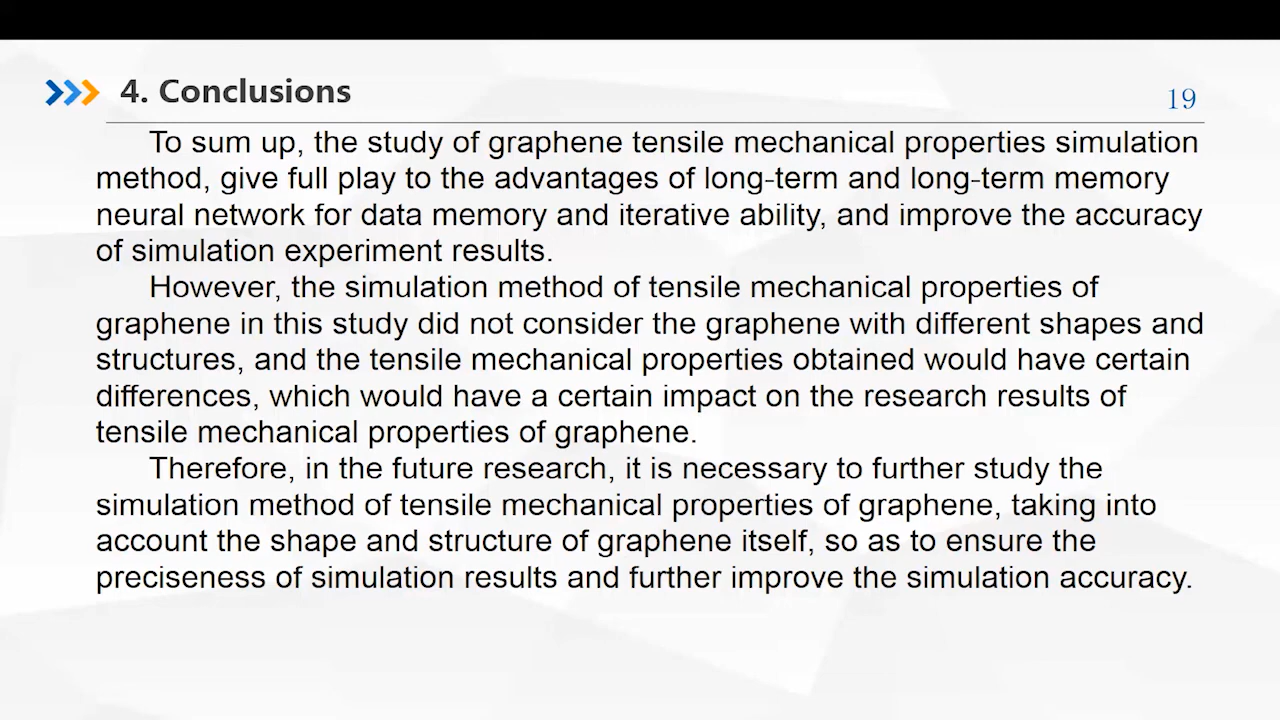 4. Conclusions
19
To sum up, the study of graphene tensile mechanical properties simulation
method, give full play to the advantages of long-term and long-term memory
neural network for data memory and iterative ability, and improve the accuracy
of simulation experiment results.
However, the simulation method of tensile mechanical properties of
graphene in this study did not consider the graphene with different shapes and
structures, and the tensile mechanical properties obtained would have certain
differences, which would have a certain impact on the research results of
tensile mechanical properties of graphene.
Therefore, in the future research, it is necessary to further study the
simulation method of tensile mechanical properties of graphene, taking into
account the shape and structure of graphene itself, so as to ensure the
preciseness of simulation results and further improve the simulation accuracy.